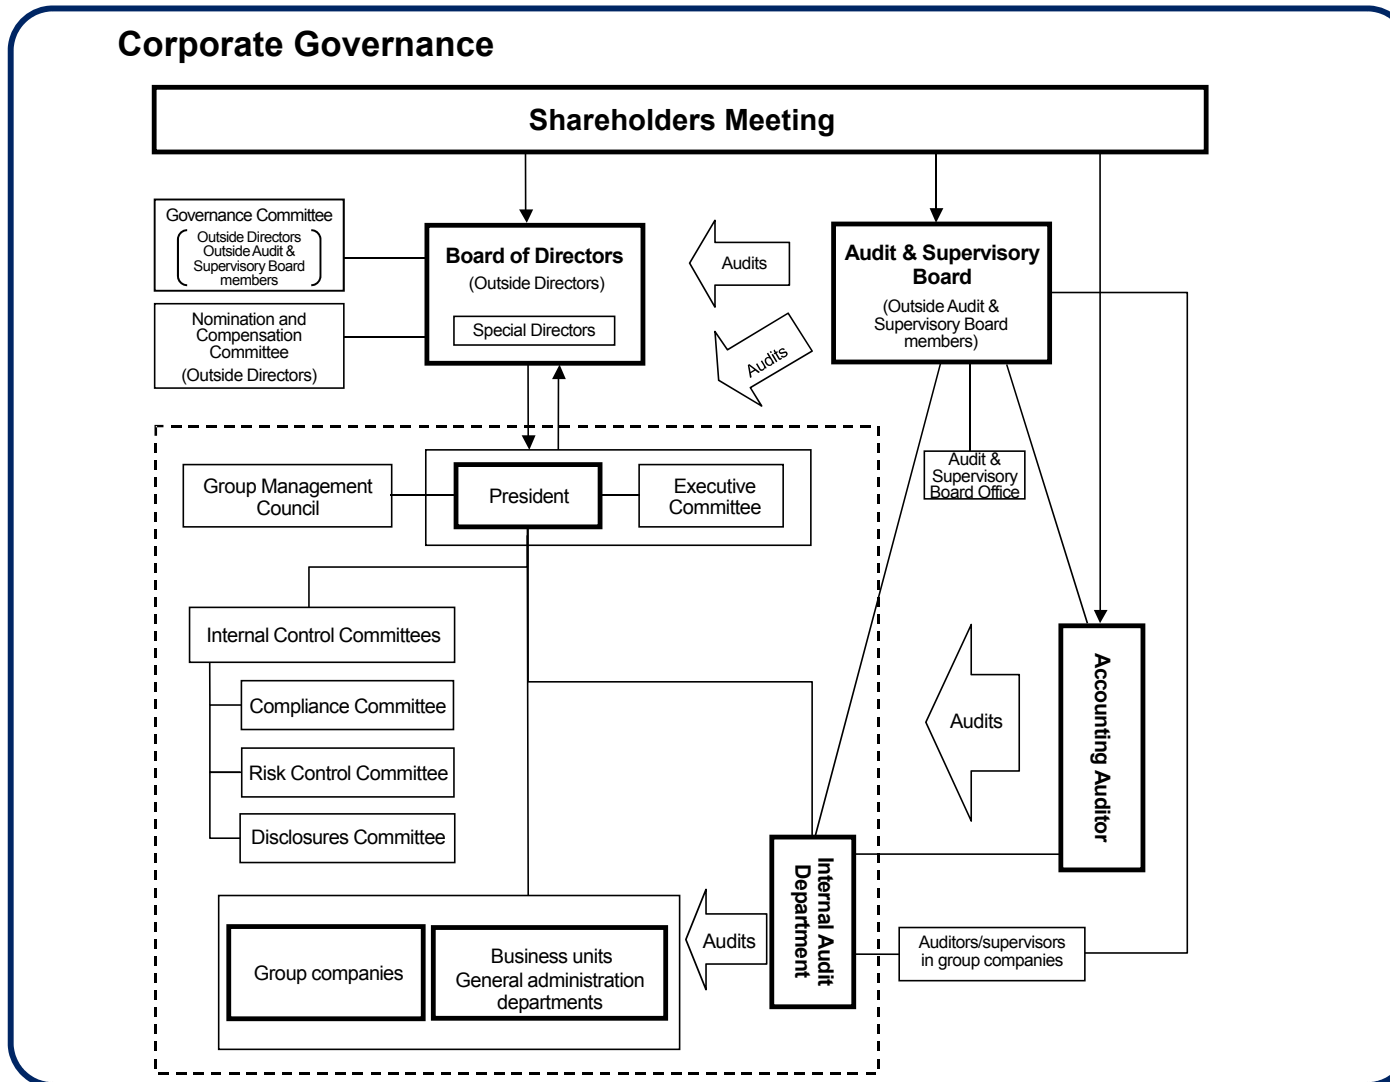 Corporate Governance
Shareholders Meeting
Governance Committee
Outside Directors
Outside Audit &
Supervisory Board
members
Nomination and
Compensation
Committee
(Outside Directors)
Board of Directors
(Outside Directors)
Special Directors
Audits
Audits
Audit & Supervisory
Board
(Outside Audit &
Supervisory Board
members)
Audit &
Supervisory
Board Office
Group Management
Council
President
Executive
Committee
Internal Control Committees
Compliance Committee
Risk Control Committee
Disclosures Committee
Audits
Accounting Auditor
Group companies
Business units
General administration
departments
Audits
Internal Audit
Department
Auditors/supervisors
in group companies